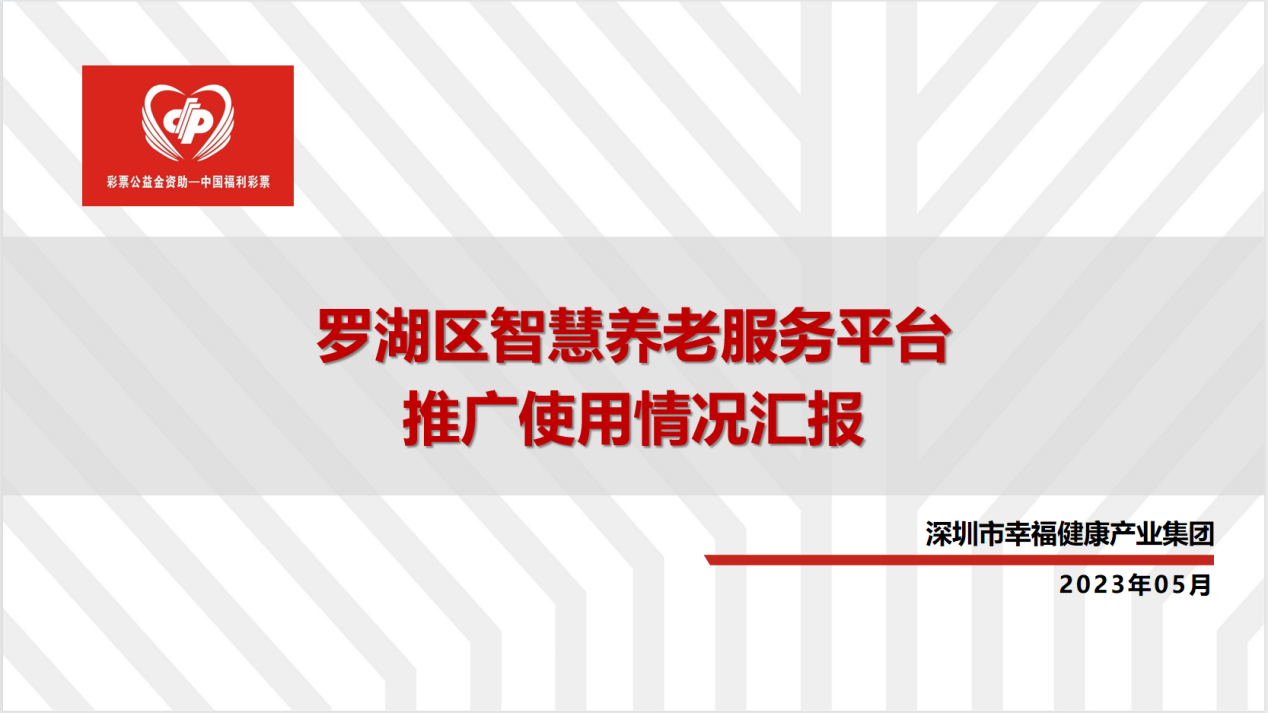 彩票公益金资助—中国福利彩票
罗湖区智慧养老服务平台
推广使用情况汇报
深圳市幸福健康产业集团
2023年05月